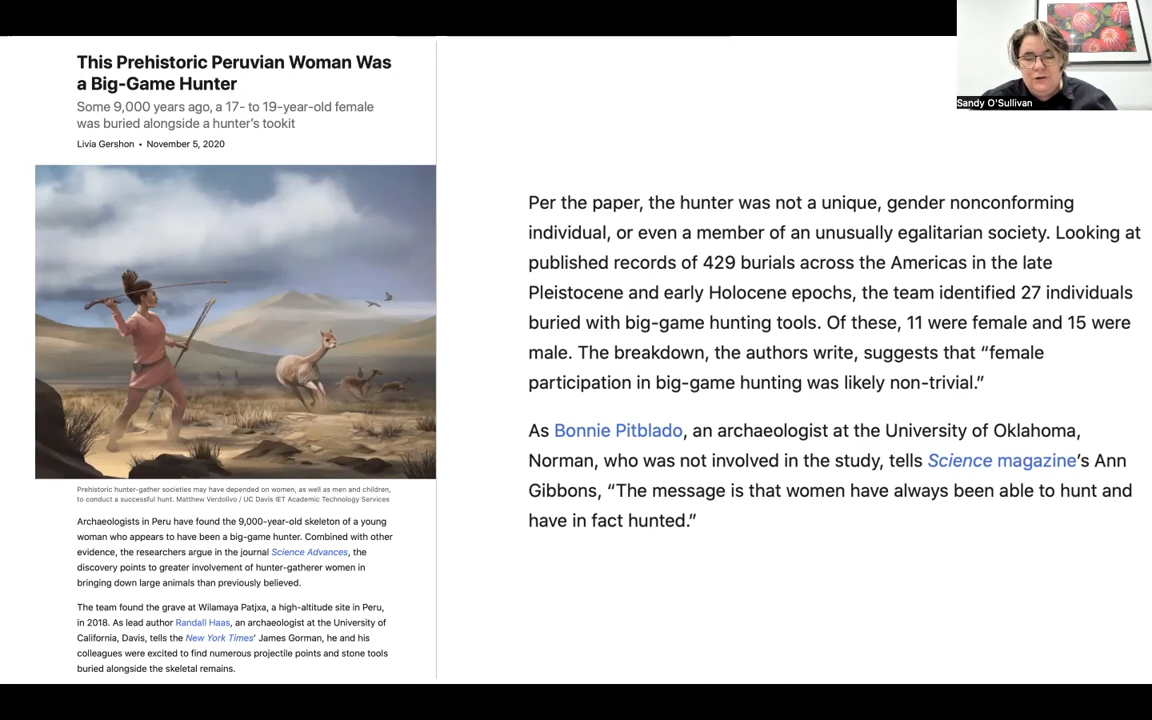 This Prehistoric Peruvian Woman Was
a Big-Game Hunter
Some 9,000 years ago, a 17- to 19-year-old female
was buried alongside a hunter's tookit
Livia Gershon • November 5, 2020
Prehistoric hunter-gather societies may have depended on women, as well as men and children,
to conduct a successful hunt. Matthew Verdolivo / UC Davis IET Academic Technology Services
Archaeologists in Peru have found the 9,000-year-old skeleton of a young
woman who appears to have been a big-game hunter. Combined with other
evidence, the researchers argue in the journal Science Advances, the
discovery points to greater involvement of hunter-gatherer women in
bringing down large animals than previously believed.
The team found the grave at Wilamaya Patjxa, a high-altitude site in Peru,
in 2018. As lead author Randall Haas, an archaeologist at the University of
California, Davis, tells the New York Times' James Gorman, he and his
colleagues were excited to find numerous projectile points and stone tools
buried alongside the skeletal remains.
Per the paper, the hunter was not a unique, gender nonconforming
individual, or even a member of an unusually egalitarian society. Looking at
published records of 429 burials across the Americas in the late
Pleistocene and early Holocene epochs, the team identified 27 individuals
buried with big-game hunting tools. Of these, 11 were female and 15 were
male. The breakdown, the authors write, suggests that “female
participation in big-game hunting was likely non-trivial.”
As Bonnie Pitblado, an archaeologist at the University of Oklahoma,
Norman, who was not involved in the study, tells Science magazine's Ann
Gibbons, “The message is that women have always been able to hunt and
have in fact hunted.”
Sandy O'Sullivan